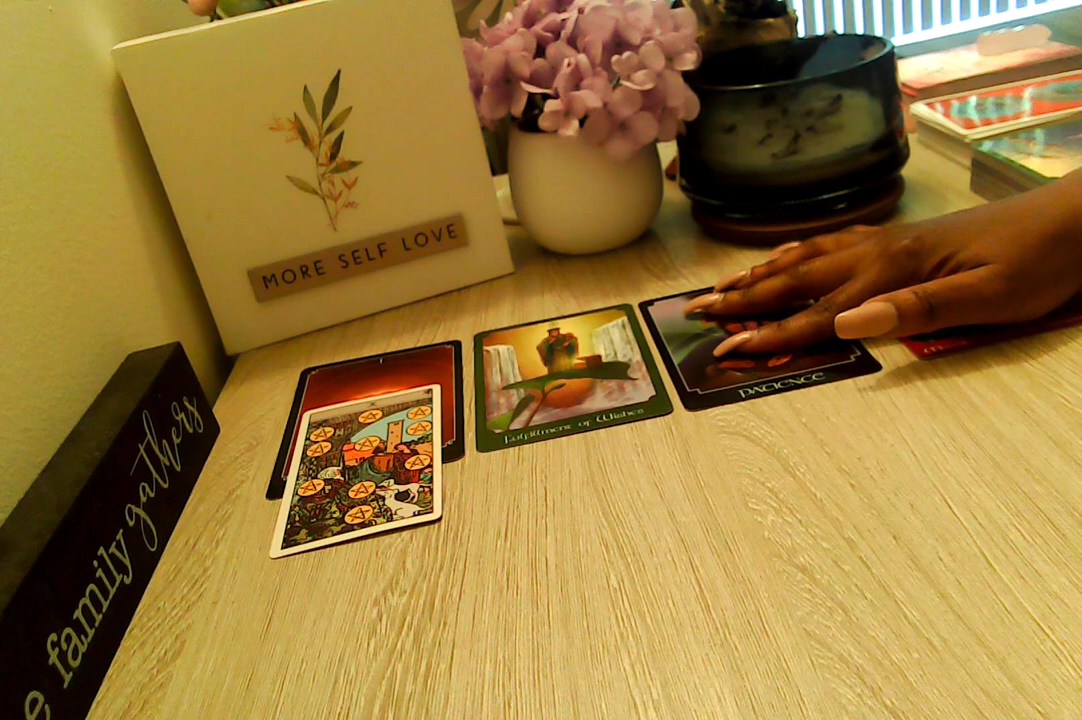 MORE SELF LOVE
Fulfillment of Wishes
PATIENCE
e family gathers